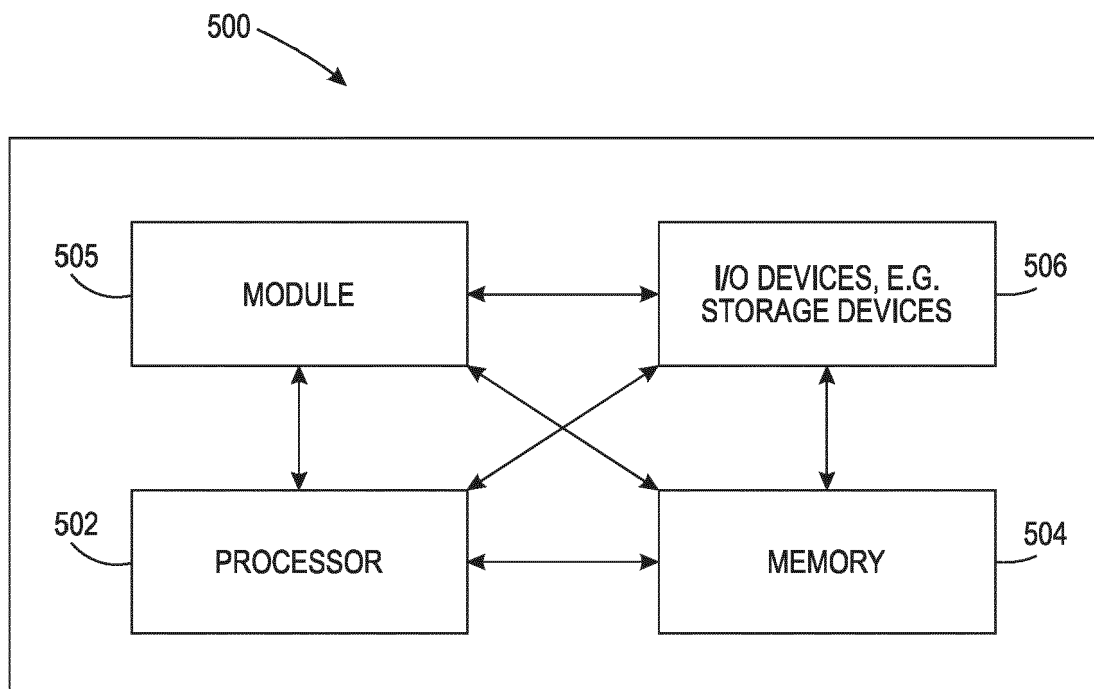 500
505
MODULE
I/O DEVICES, E.G.
STORAGE DEVICES
506
502
PROCESSOR
MEMORY
504